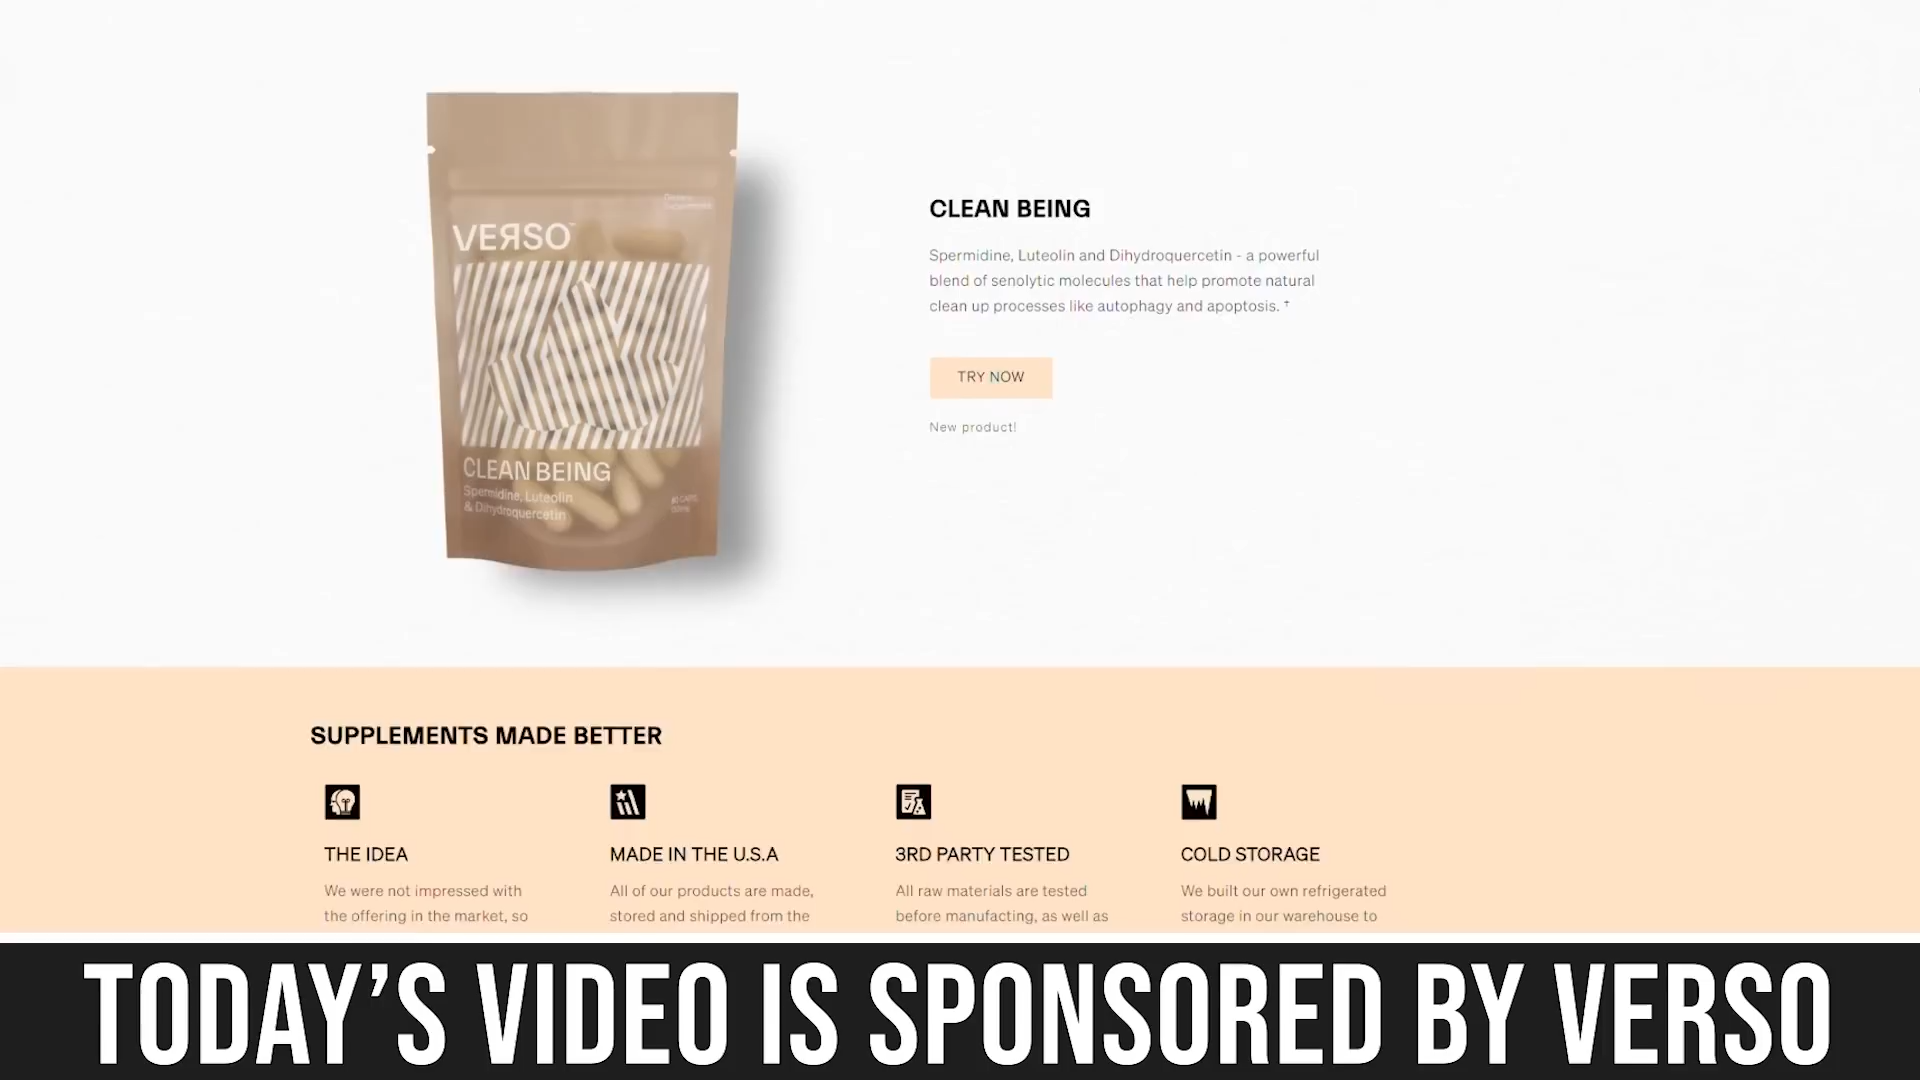 VERSO
CLEAN BEING
Spermidine, Luteolin
& Dihydroquercetin
CLEAN BEING
Spermidine, Luteolin and Dihydroquercetin - a powerful
blend of senolytic molecules that help promote natural
clean up processes like autophagy and apoptosis. †
TRY NOW
New product!
SUPPLEMENTS MADE BETTER
THE IDEA
We were not impressed with
the offering in the market, so
MADE IN THE U.S.A
All of our products are made,
stored and shipped from the
3RD PARTY TESTED
All raw materials are tested
before manufacting, as well as
COLD STORAGE
We built our own refrigerated
storage in our warehouse to
TODAY’S VIDEO IS SPONSORED BY VERSO